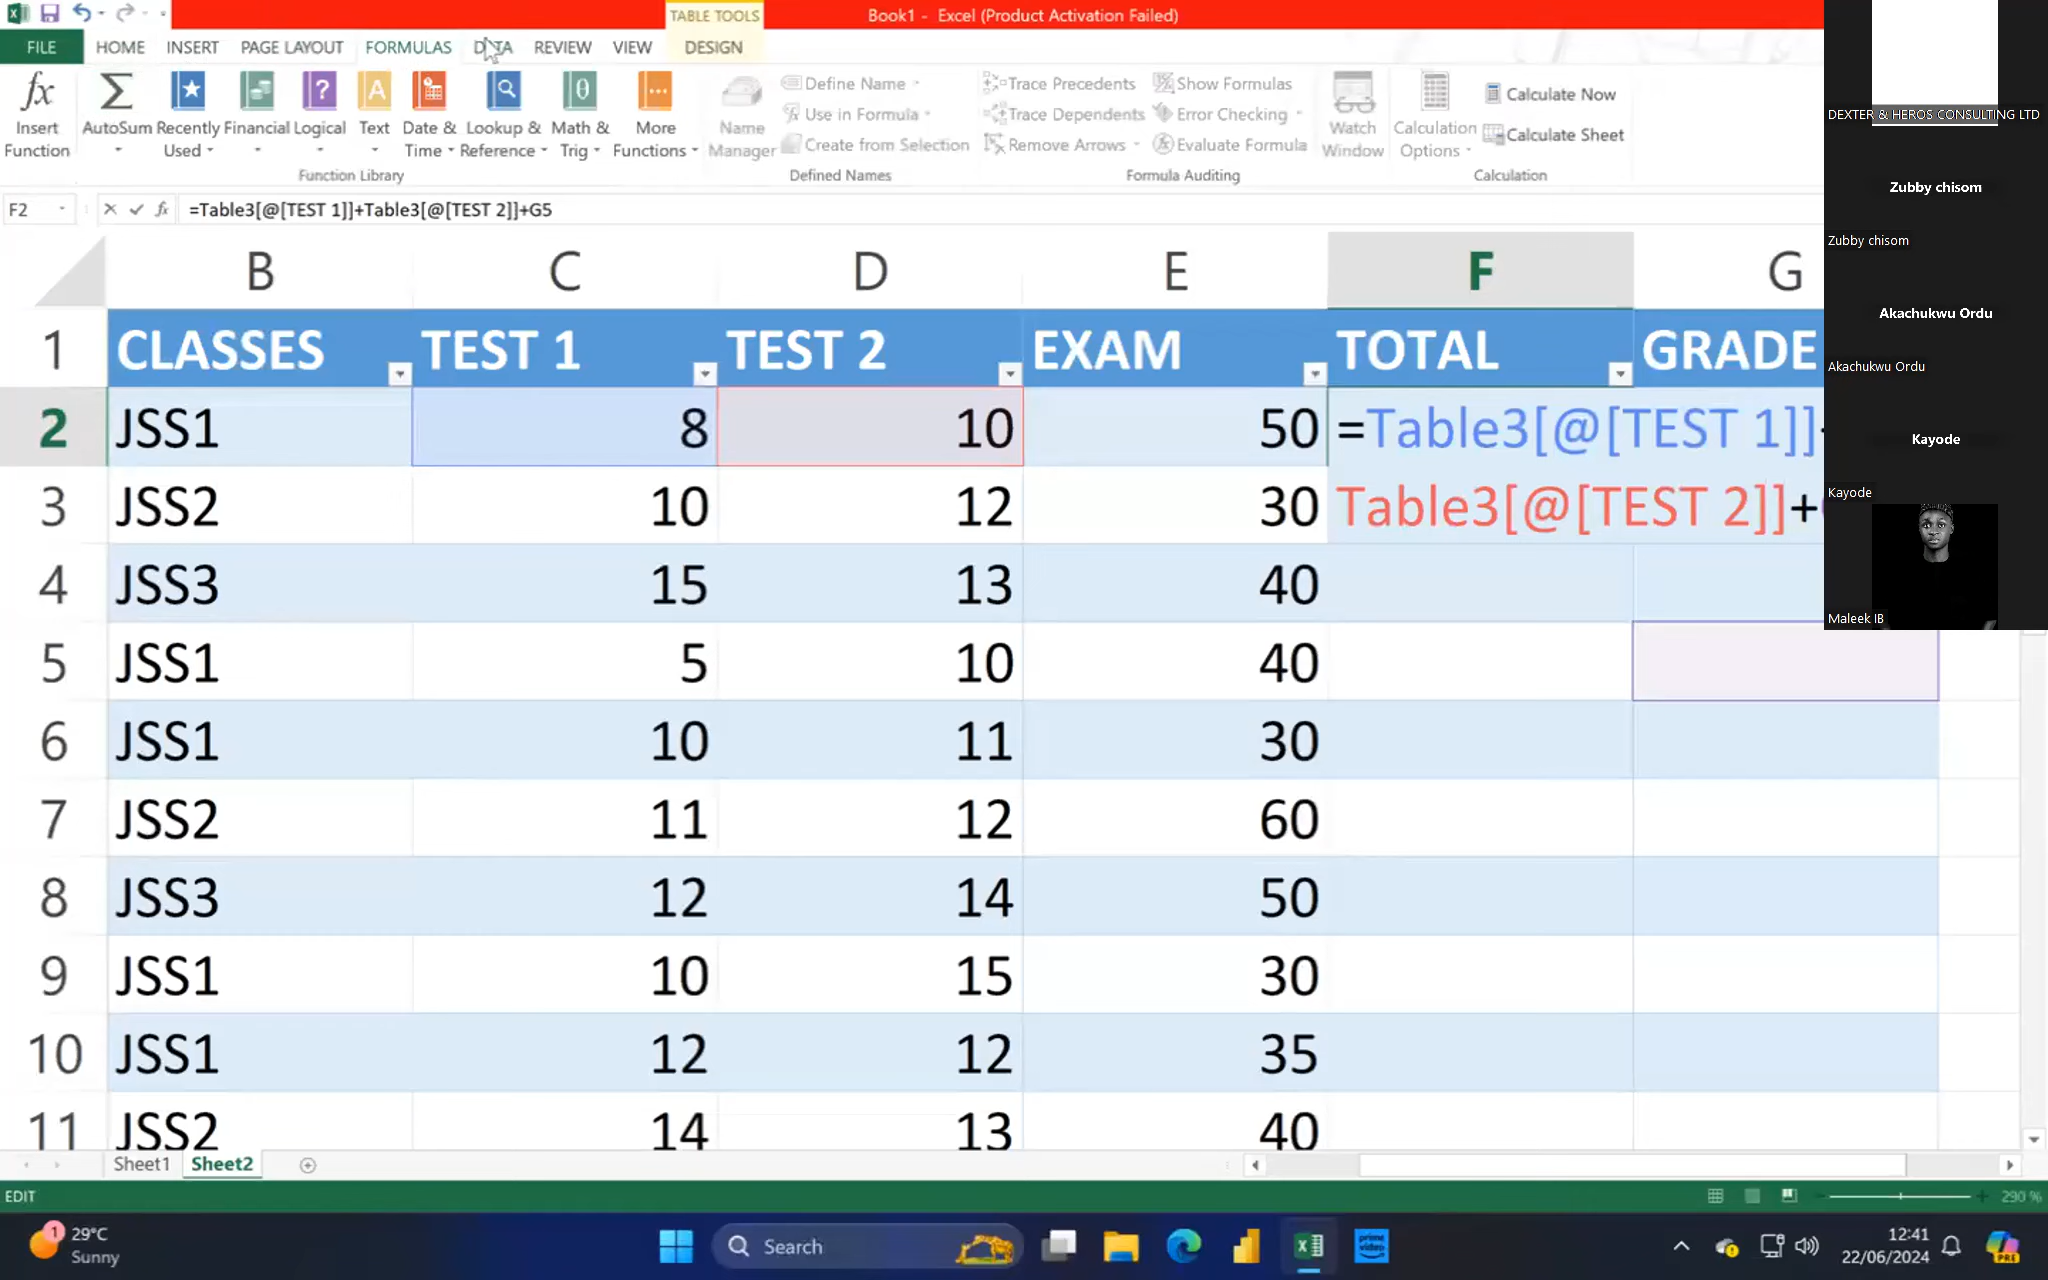 TABLE TOOLS
Book1 - Excel (Product Activation Failed)
FILE HOME INSERT PAGE LAYOUT FORMULAS DATA REVIEW VIEW DESIGN
fx Insert Function
AutoSum
Recently Used
Financial
Logical
Text
Date & Time
Lookup & Reference
Math & Trig
More Functions
Function Library
Name Manager
Define Name
Use in Formula
Create from Selection
Defined Names
Trace Precedents
Trace Dependents
Remove Arrows
Show Formulas
Error Checking
Evaluate Formula
Formula Auditing
Watch Window
Calculation Options
Calculate Now
Calculate Sheet
Calculation
F2 fx =Table3[@[TEST 1]]+Table3[@[TEST 2]]+G5
B C D E F G
1 CLASSES TEST 1 TEST 2 EXAM TOTAL GRADE
2 JSS1 8 10 50 =Table3[@[TEST 1]]
3 JSS2 10 12 30 Table3[@[TEST 2]]+
4 JSS3 15 13 40
5 JSS1 5 10 40
6 JSS1 10 11 30
7 JSS2 11 12 60
8 JSS3 12 14 50
9 JSS1 10 15 30
10 JSS1 12 12 35
11 JSS2 14 13 40
Sheet1 Sheet2
EDIT
290 %
DEXTER & HEROS CONSULTING LTD
Zubby chisom
Zubby chisom
Akachukwu Ordu
Akachukwu Ordu
Kayode
Kayode
Maleek IB
1
29°C
Sunny
Search
prime video
12:41
22/06/2024
PRE